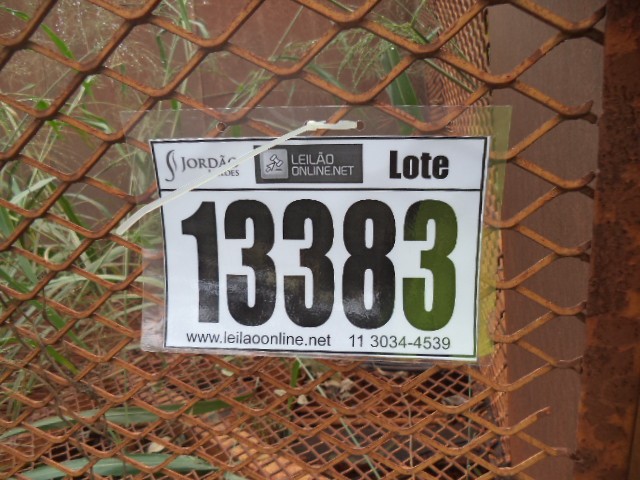 JORDÃO LEILÃO Lote
ONLINE.NET
13383
www.leilaoonline.net 11 3034-4539